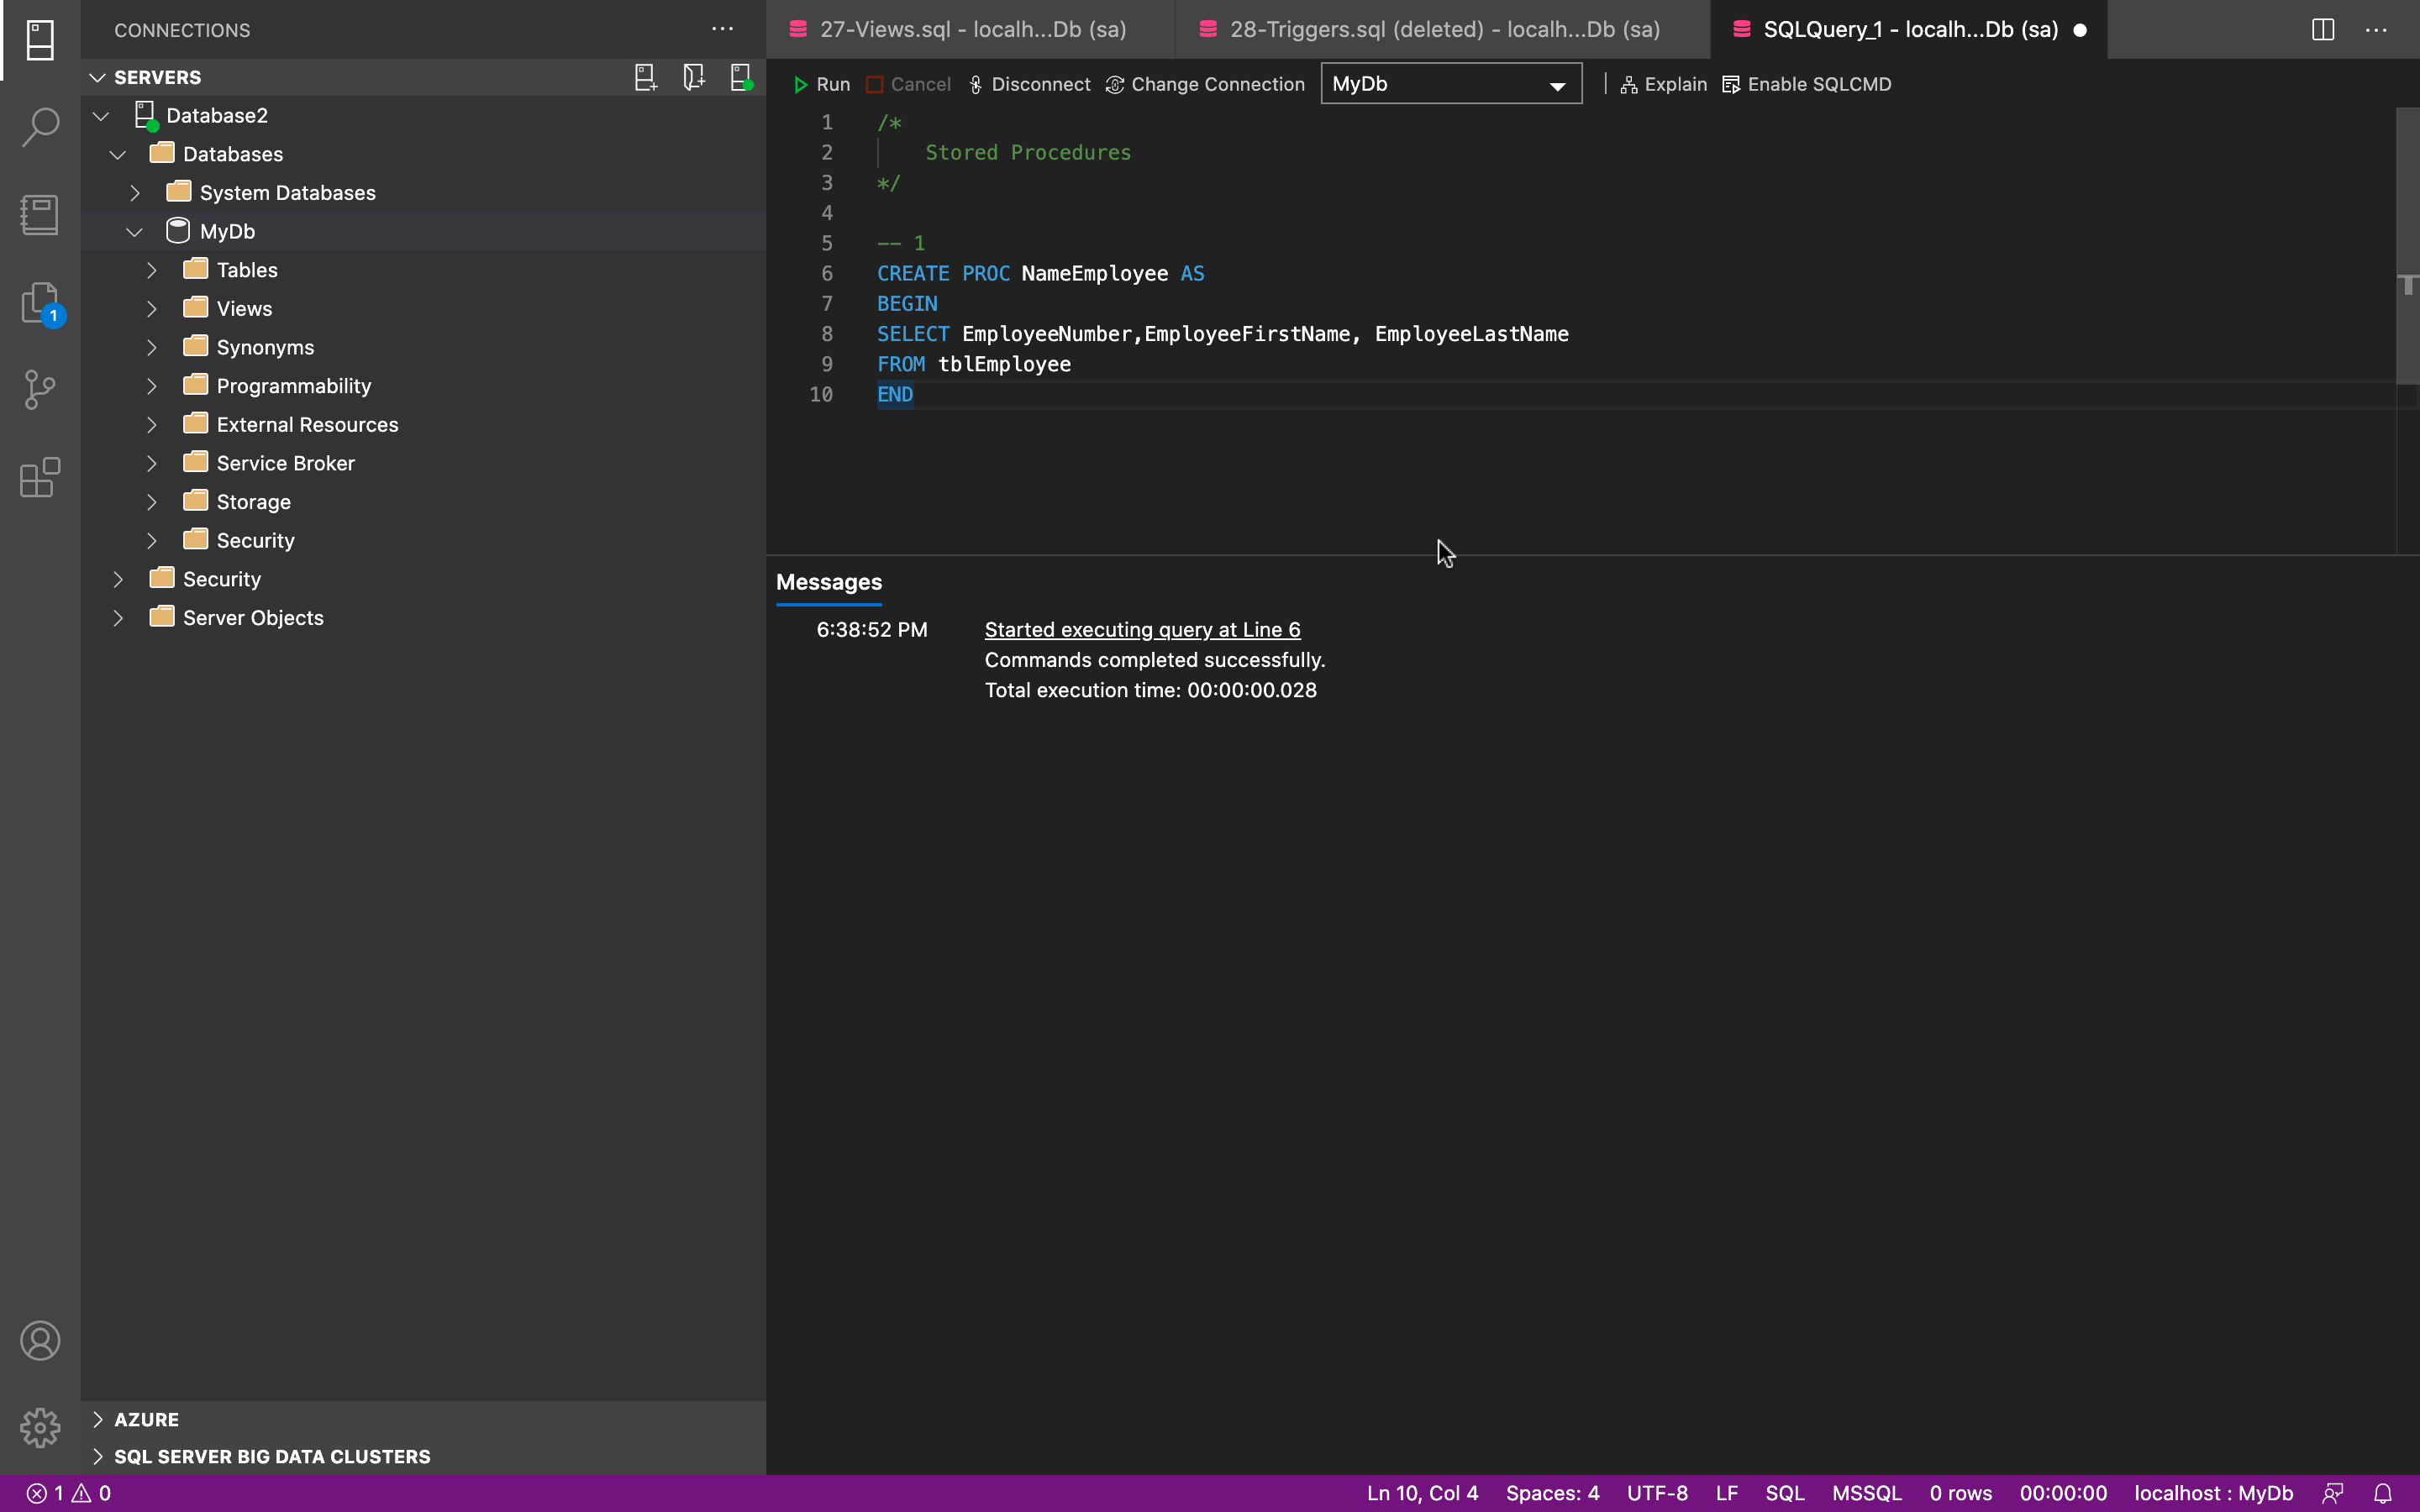 CONNECTIONS
SERVERS
Database2
Databases
System Databases
MyDb
Tables
Views
Synonyms
Programmability
External Resources
Service Broker
Storage
Security
Security
Server Objects
AZURE
SQL SERVER BIG DATA CLUSTERS
1
27-Views.sql - localh...Db (sa)
28-Triggers.sql (deleted) - localh...Db (sa)
SQLQuery_1 - localh...Db (sa)
Run Cancel Disconnect Change Connection MyDb Explain Enable SQLCMD
1 /*
2 Stored Procedures
3 */
4
5 -- 1
6 CREATE PROC NameEmployee AS
7 BEGIN
8 SELECT EmployeeNumber,EmployeeFirstName, EmployeeLastName
9 FROM tblEmployee
10 END
Messages
6:38:52 PM Started executing query at Line 6
Commands completed successfully.
Total execution time: 00:00:00.028
1 0 Ln 10, Col 4 Spaces: 4 UTF-8 LF SQL MSSQL 0 rows 00:00:00 localhost : MyDb